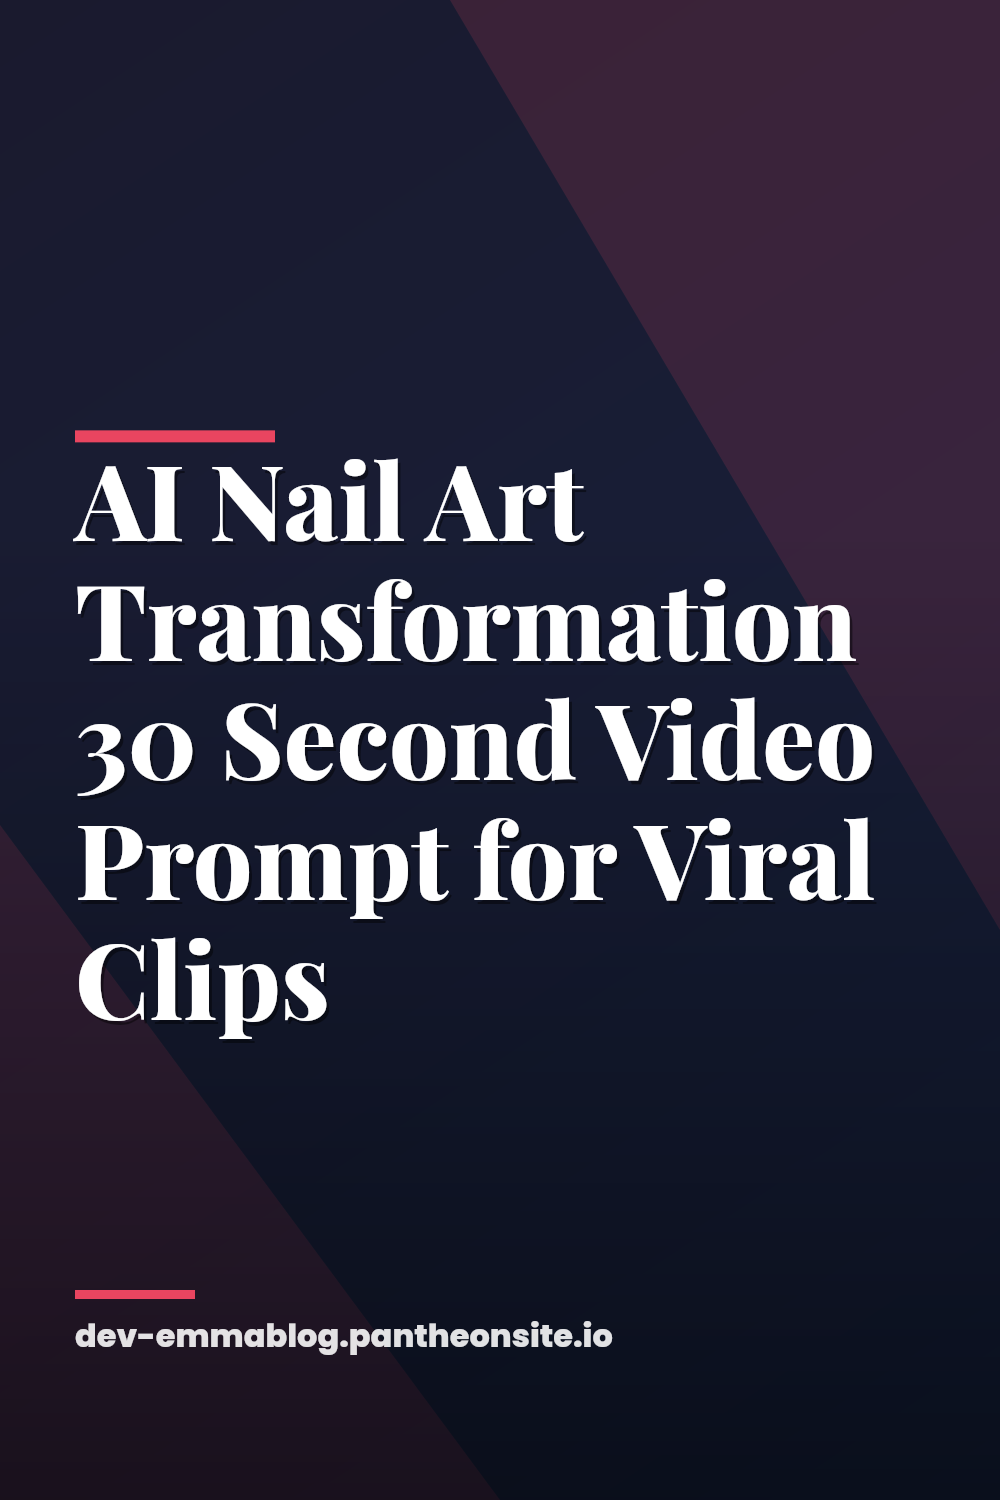 AI Nail Art
Transformation
30 Second Video
Prompt for Viral
Clips
dev-emmablog.pantheonsite.io